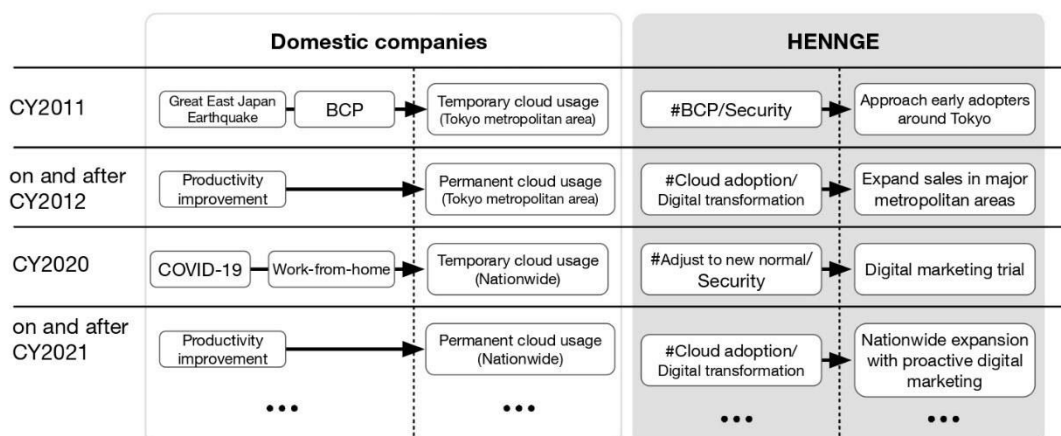 Domestic companies
HENNGE
CY2011
Great East Japan
Earthquake
BCP
Temporary cloud usage
(Tokyo metropolitan area)
#BCP/Security
Approach early adopters
around Tokyo
on and after
CY2012
Productivity
improvement
Permanent cloud usage
(Tokyo metropolitan area)
#Cloud adoption/
Digital transformation
Expand sales in major
metropolitan areas
CY2020
COVID-19
Work-from-home
Temporary cloud usage
(Nationwide)
#Adjust to new normal/
Security
Digital marketing trial
on and after
CY2021
Productivity
improvement
Permanent cloud usage
(Nationwide)
#Cloud adoption/
Digital transformation
Nationwide expansion
with proactive digital
marketing
••• ••• ••• •••